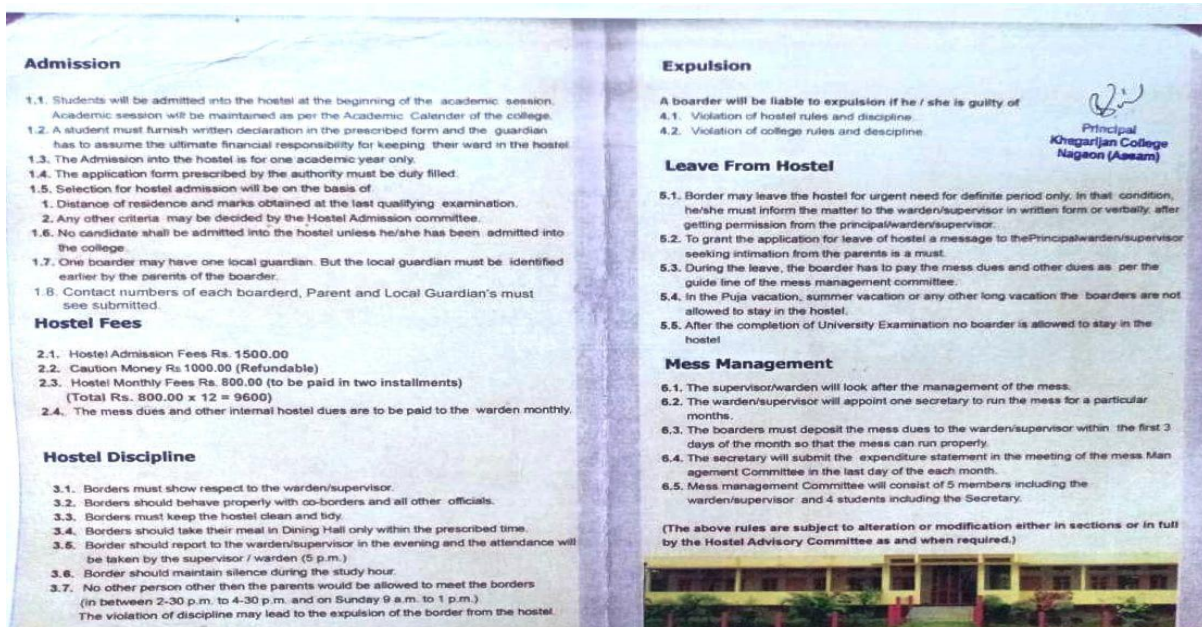 Admission
1.1. Students will be admitted into the hostel at the beginning of the academic session.
Academic session will be maintained as per the Academic Calender of the college.
1.2. A student must furnish written declaration in the prescribed form and the guardian
has to assume the ultimate financial responsibility for keeping their ward in the hostel.
1.3. The Admission into the hostel is for one academic year only.
1.4. The application form prescribed by the authority must be duly filled.
1.5. Selection for hostel admission will be on the basis of
1. Distance of residence and marks obtained at the last qualifying examination.
2. Any other criteria may be decided by the Hostel Admission committee.
1.6. No candidate shall be admitted into the hostel unless he/she has been admitted into
the college.
1.7. One boarder may have one local guardian. But the local guardian must be identified
earlier by the parents of the boarder.
1.8. Contact numbers of each boarderd, Parent and Local Guardian's must
see submitted.
Hostel Fees
2.1. Hostel Admission Fees Rs. 1500.00
2.2. Caution Money Rs 1000.00 (Refundable)
2.3. Hostel Monthly Fees Rs. 800.00 (to be paid in two installments)
(Total Rs. 800.00 x 12 = 9600)
2.4. The mess dues and other internal hostel dues are to be paid to the warden monthly.
Hostel Discipline
3.1. Borders must show respect to the warden/supervisor.
3.2. Borders should behave properly with co-borders and all other officials.
3.3. Borders must keep the hostel clean and tidy.
3.4. Borders should take their meal in Dining Hall only within the prescribed time.
3.5. Border should report to the warden/supervisor in the evening and the attendance will
be taken by the supervisor / warden (5 p.m.)
3.6. Border should maintain silence during the study hour.
3.7. No other person other then the parents would be allowed to meet the borders
(in between 2-30 p.m. to 4-30 p.m. and on Sunday 9 a.m. to 1 p.m.)
The violation of discipline may lead to the expulsion of the border from the hostel.
Expulsion
A boarder will be liable to expulsion if he / she is guilty of
4.1. Violation of hostel rules and discipline.
4.2. Violation of college rules and descipline.
Principal
Khagarijan College
Nagaon (Assam)
Leave From Hostel
5.1. Border may leave the hostel for urgent need for definite period only. In that condition,
he/she must inform the matter to the warden/supervisor in written form or verbally, after
getting permission from the principal/warden/supervisor.
5.2. To grant the application for leave of hostel a message to thePrincipalwarden/supervisor
seeking intimation from the parents is a must.
5.3. During the leave, the boarder has to pay the mess dues and other dues as per the
guide line of the mess management committee.
5.4. In the Puja vacation, summer vacation or any other long vacation the boarders are not
allowed to stay in the hostel.
5.5. After the completion of University Examination no boarder is allowed to stay in the
hostel
Mess Management
6.1. The supervisor/warden will look after the management of the mess.
6.2. The warden/supervisor will appoint one secretary to run the mess for a particular
months.
6.3. The boarders must deposit the mess dues to the warden/supervisor within the first 3
days of the month so that the mess can run properly.
6.4. The secretary will submit the expenditure statement in the meeting of the mess Man
agement Committee in the last day of the each month.
6.5. Mess management Committee will consist of 5 members including the
warden/supervisor and 4 students including the Secretary.
(The above rules are subject to alteration or modification either in sections or in full
by the Hostel Advisory Committee as and when required.)